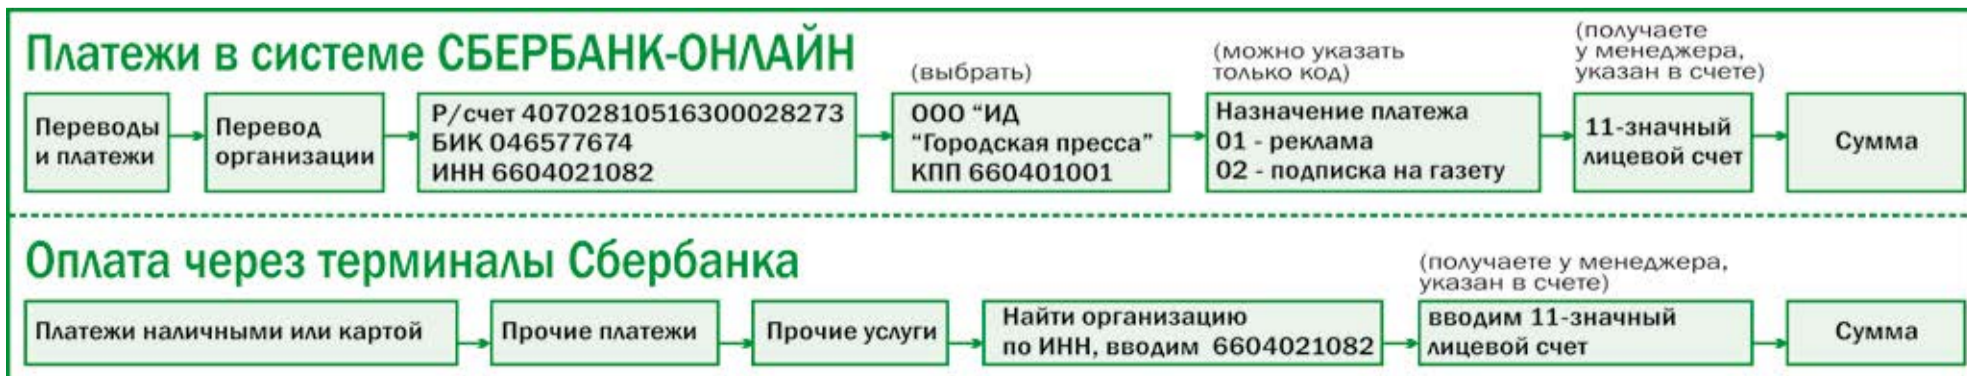 Платежи в системе СБЕРБАНК-ОНЛАЙН
Переводы
и платежи
Перевод
организации
Р/счет 40702810516300028273
БИК 046577674
ИНН 6604021082
(выбрать)
ООО "ИД
"Городская пресса"
КПП 660401001
(можно указать
только код)
Назначение платежа
01 - реклама
02 - подписка на газету
(получаете
у менеджера,
указан в счете)
11-значный
лицевой счет
Сумма
Оплата через терминалы Сбербанка
Платежи наличными или картой
Прочие платежи
Прочие услуги
Найти организацию
по ИНН, вводим 6604021082
(получаете у менеджера,
указан в счете)
вводим 11-значный
лицевой счет
Сумма